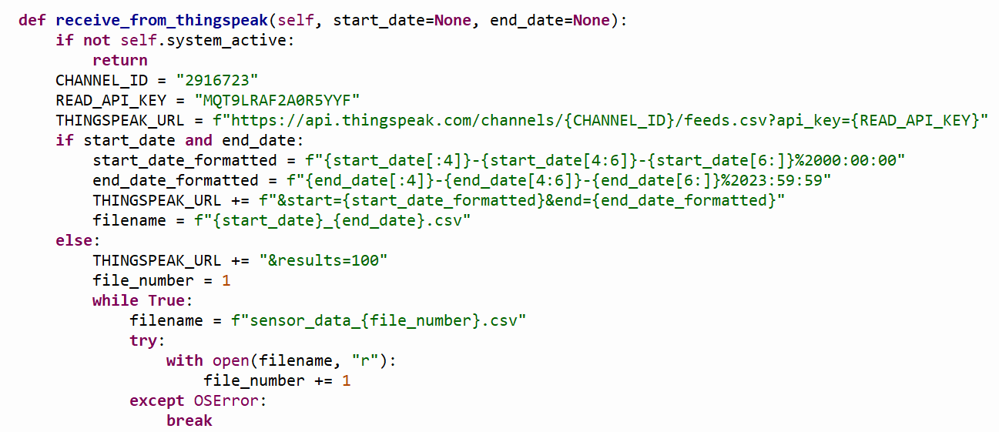 def receive_from_thingspeak(self, start_date=None, end_date=None):
    if not self.system_active:
        return
    CHANNEL_ID = "2916723"
    READ_API_KEY = "MQT9LRAF2A0R5YYF"
    THINGSPEAK_URL = f"https://api.thingspeak.com/channels/{CHANNEL_ID}/feeds.csv?api_key={READ_API_KEY}"
    if start_date and end_date:
        start_date_formatted = f"{start_date[:4]}-{start_date[4:6]}-{start_date[6:]}%2000:00:00"
        end_date_formatted = f"{end_date[:4]}-{end_date[4:6]}-{end_date[6:]}%2023:59:59"
        THINGSPEAK_URL += f"&start={start_date_formatted}&end={end_date_formatted}"
        filename = f"{start_date}_{end_date}.csv"
    else:
        THINGSPEAK_URL += "&results=100"
        file_number = 1
        while True:
            filename = f"sensor_data_{file_number}.csv"
            try:
                with open(filename, "r"):
                    file_number += 1
            except OSError:
                break